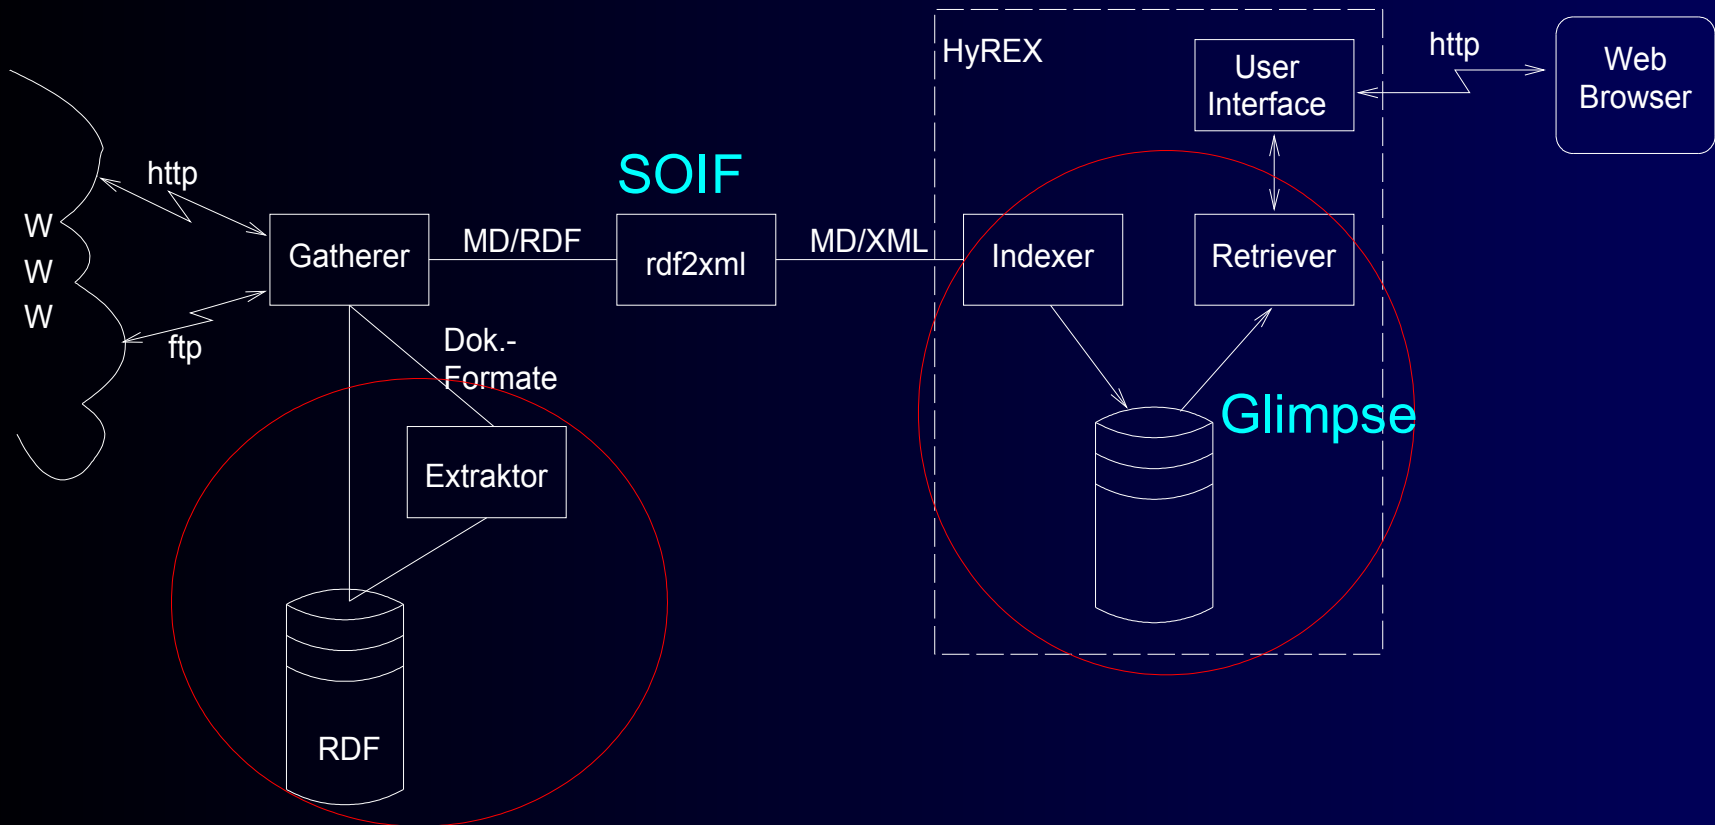 HyREX
http
Web
Browser
User
Interface
http
SOIF
W
W
W
Gatherer
MD/RDF
rdf2xml
MD/XML
Indexer
Retriever
ftp
Dok.-
Formate
Glimpse
Extraktor
RDF